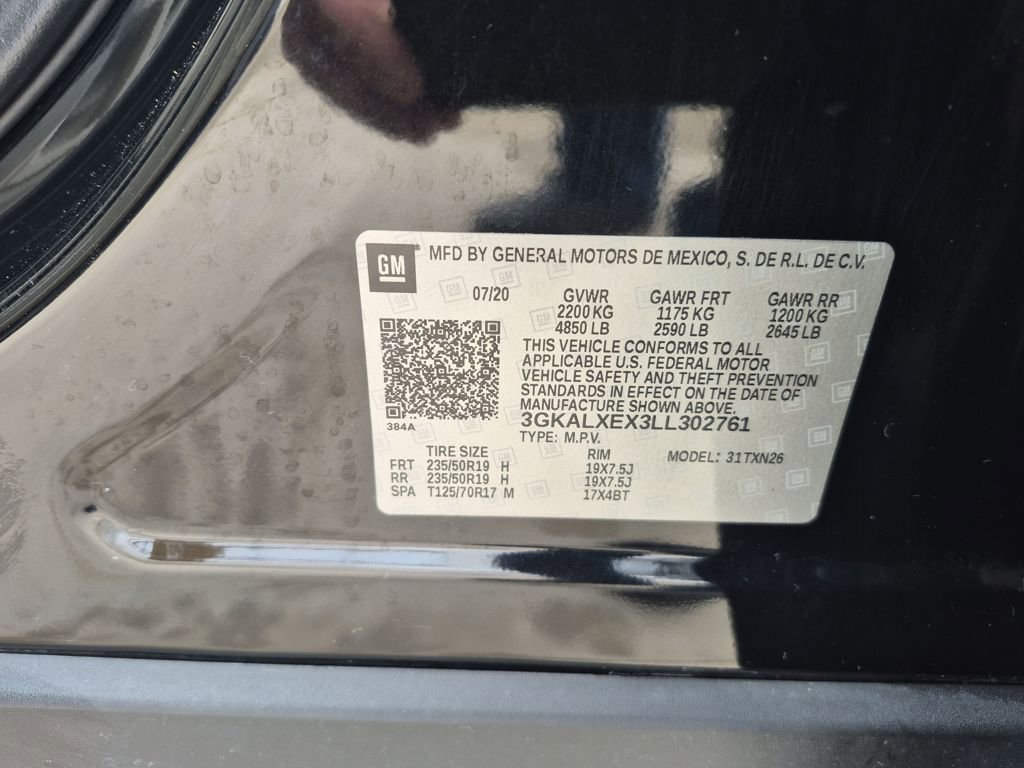 GM MFD BY GENERAL MOTORS DE MEXICO, S. DE R.L. DE C.V.
07/20 GVWR GAWR FRT GAWR RR
2200 KG 1175 KG 1200 KG
4850 LB 2590 LB 2645 LB
THIS VEHICLE CONFORMS TO ALL
APPLICABLE U.S. FEDERAL MOTOR
VEHICLE SAFETY AND THEFT PREVENTION
STANDARDS IN EFFECT ON THE DATE OF
MANUFACTURE SHOWN ABOVE.
384A 3GKALXEX3LL302761
TYPE: M.P.V.
TIRE SIZE RIM MODEL: 31TXN26
FRT 235/50R19 H 19X7.5J
RR 235/50R19 H 19X7.5J
SPA T125/70R17 M 17X4BT